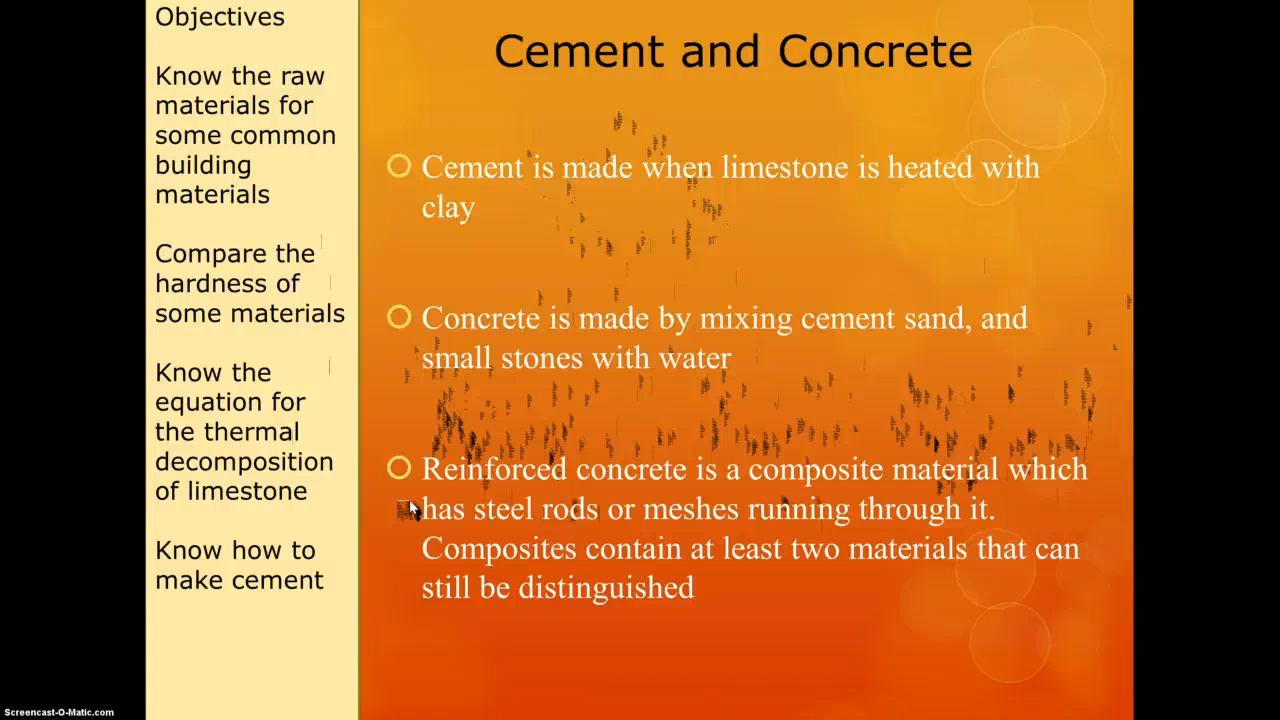 Objectives
Know the raw
materials for
some common
building
materials
Compare the
hardness of
some materials
Know the
equation for
the thermal
decomposition
of limestone
Know how to
make cement
Cement and Concrete
Cement is made when limestone is heated with
clay
Concrete is made by mixing cement sand, and
small stones with water
Reinforced concrete is a composite material which
has steel rods or meshes running through it.
Composites contain at least two materials that can
still be distinguished
Screencast-O-Matic.com